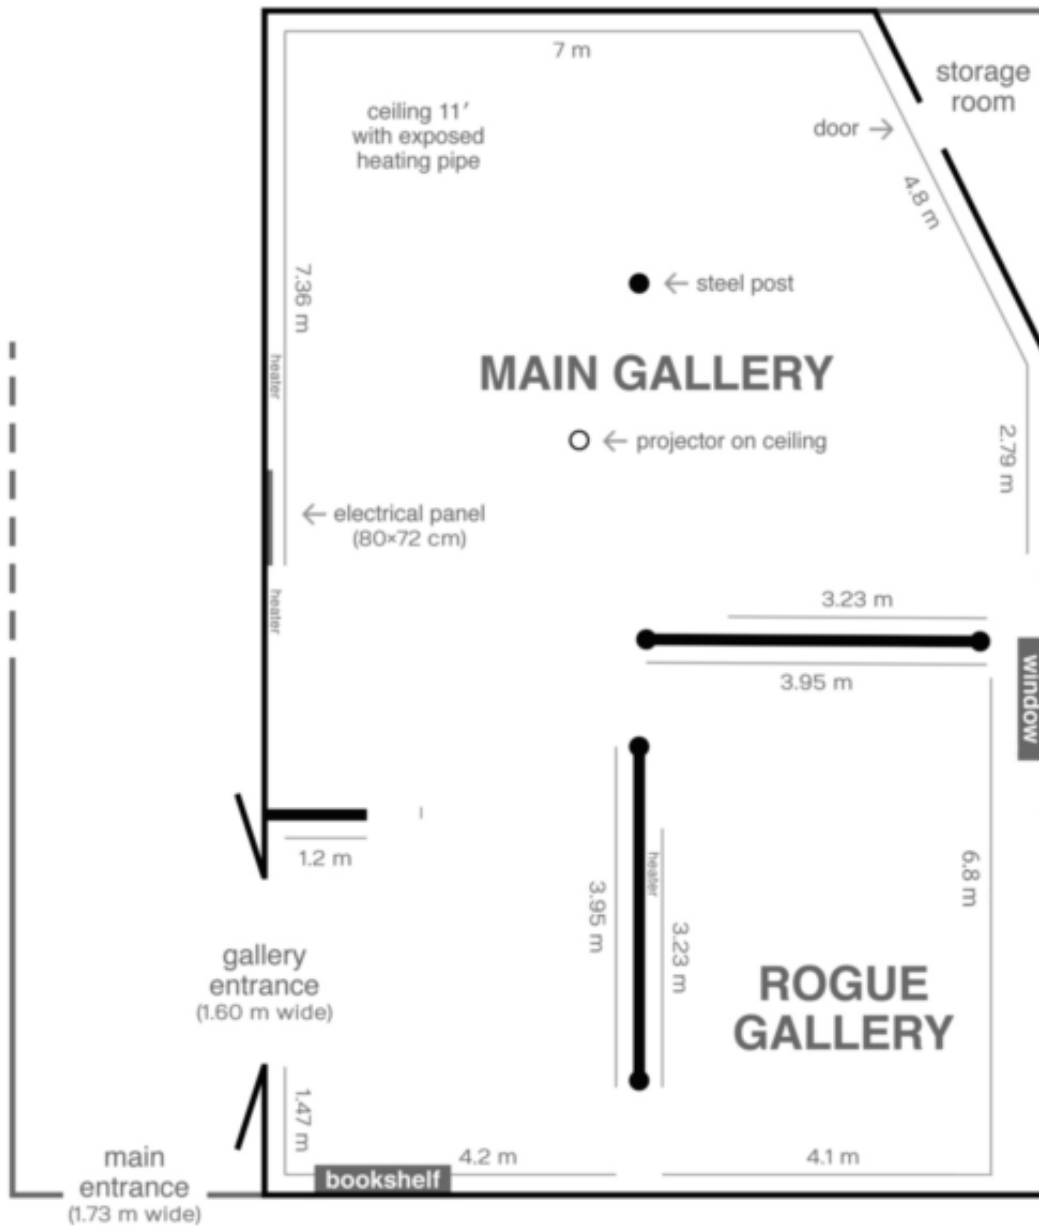 7 m
storage
room
ceiling 11′
with exposed
heating pipe
door →
4.8 m
7.36 m
← steel post
heater
MAIN GALLERY
← projector on ceiling
2.79 m
← electrical panel
(80×72 cm)
heater
3.23 m
window
3.95 m
1.2 m
heater
6.8 m
3.95 m
3.23 m
gallery
entrance
(1.60 m wide)
ROGUE
GALLERY
1.47 m
main
entrance
(1.73 m wide)
4.2 m
4.1 m
bookshelf